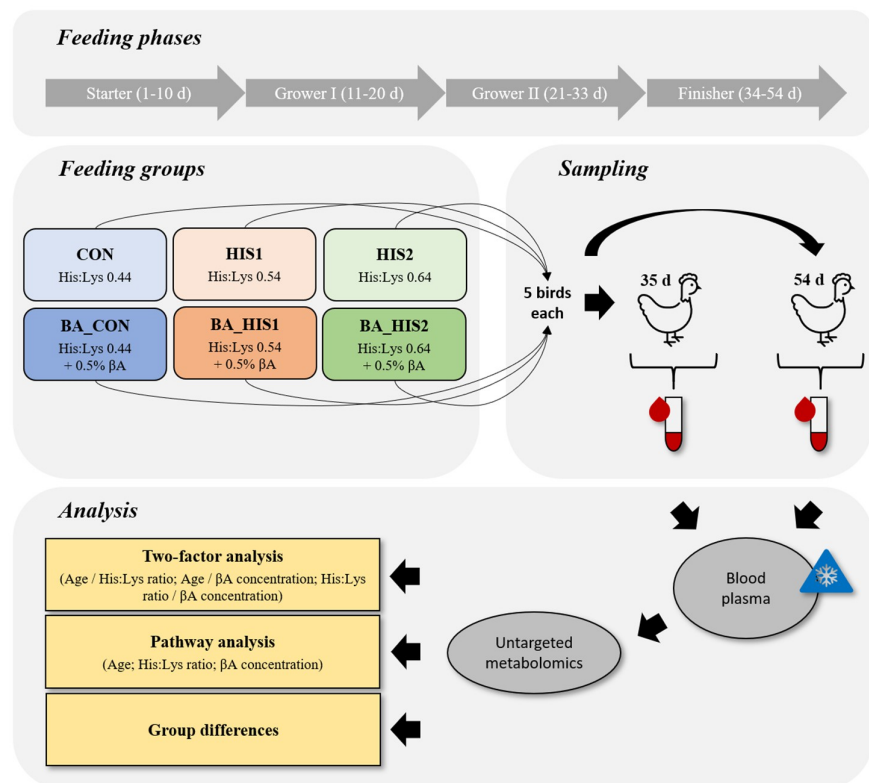 Feeding phases
Starter (1-10 d)
Grower I (11-20 d)
Grower II (21-33 d)
Finisher (34-54 d)
Feeding groups
CON
His:Lys 0.44
HIS1
His:Lys 0.54
HIS2
His:Lys 0.64
BA_CON
His:Lys 0.44
+ 0.5% βA
BA_HIS1
His:Lys 0.54
+ 0.5% βA
BA_HIS2
His:Lys 0.64
+ 0.5% βA
5 birds
each
Sampling
35 d
54 d
Analysis
Two-factor analysis
(Age / His:Lys ratio; Age / βA concentration; His:Lys
ratio / βA concentration)
Pathway analysis
(Age; His:Lys ratio; βA concentration)
Group differences
Untargeted
metabolomics
Blood
plasma